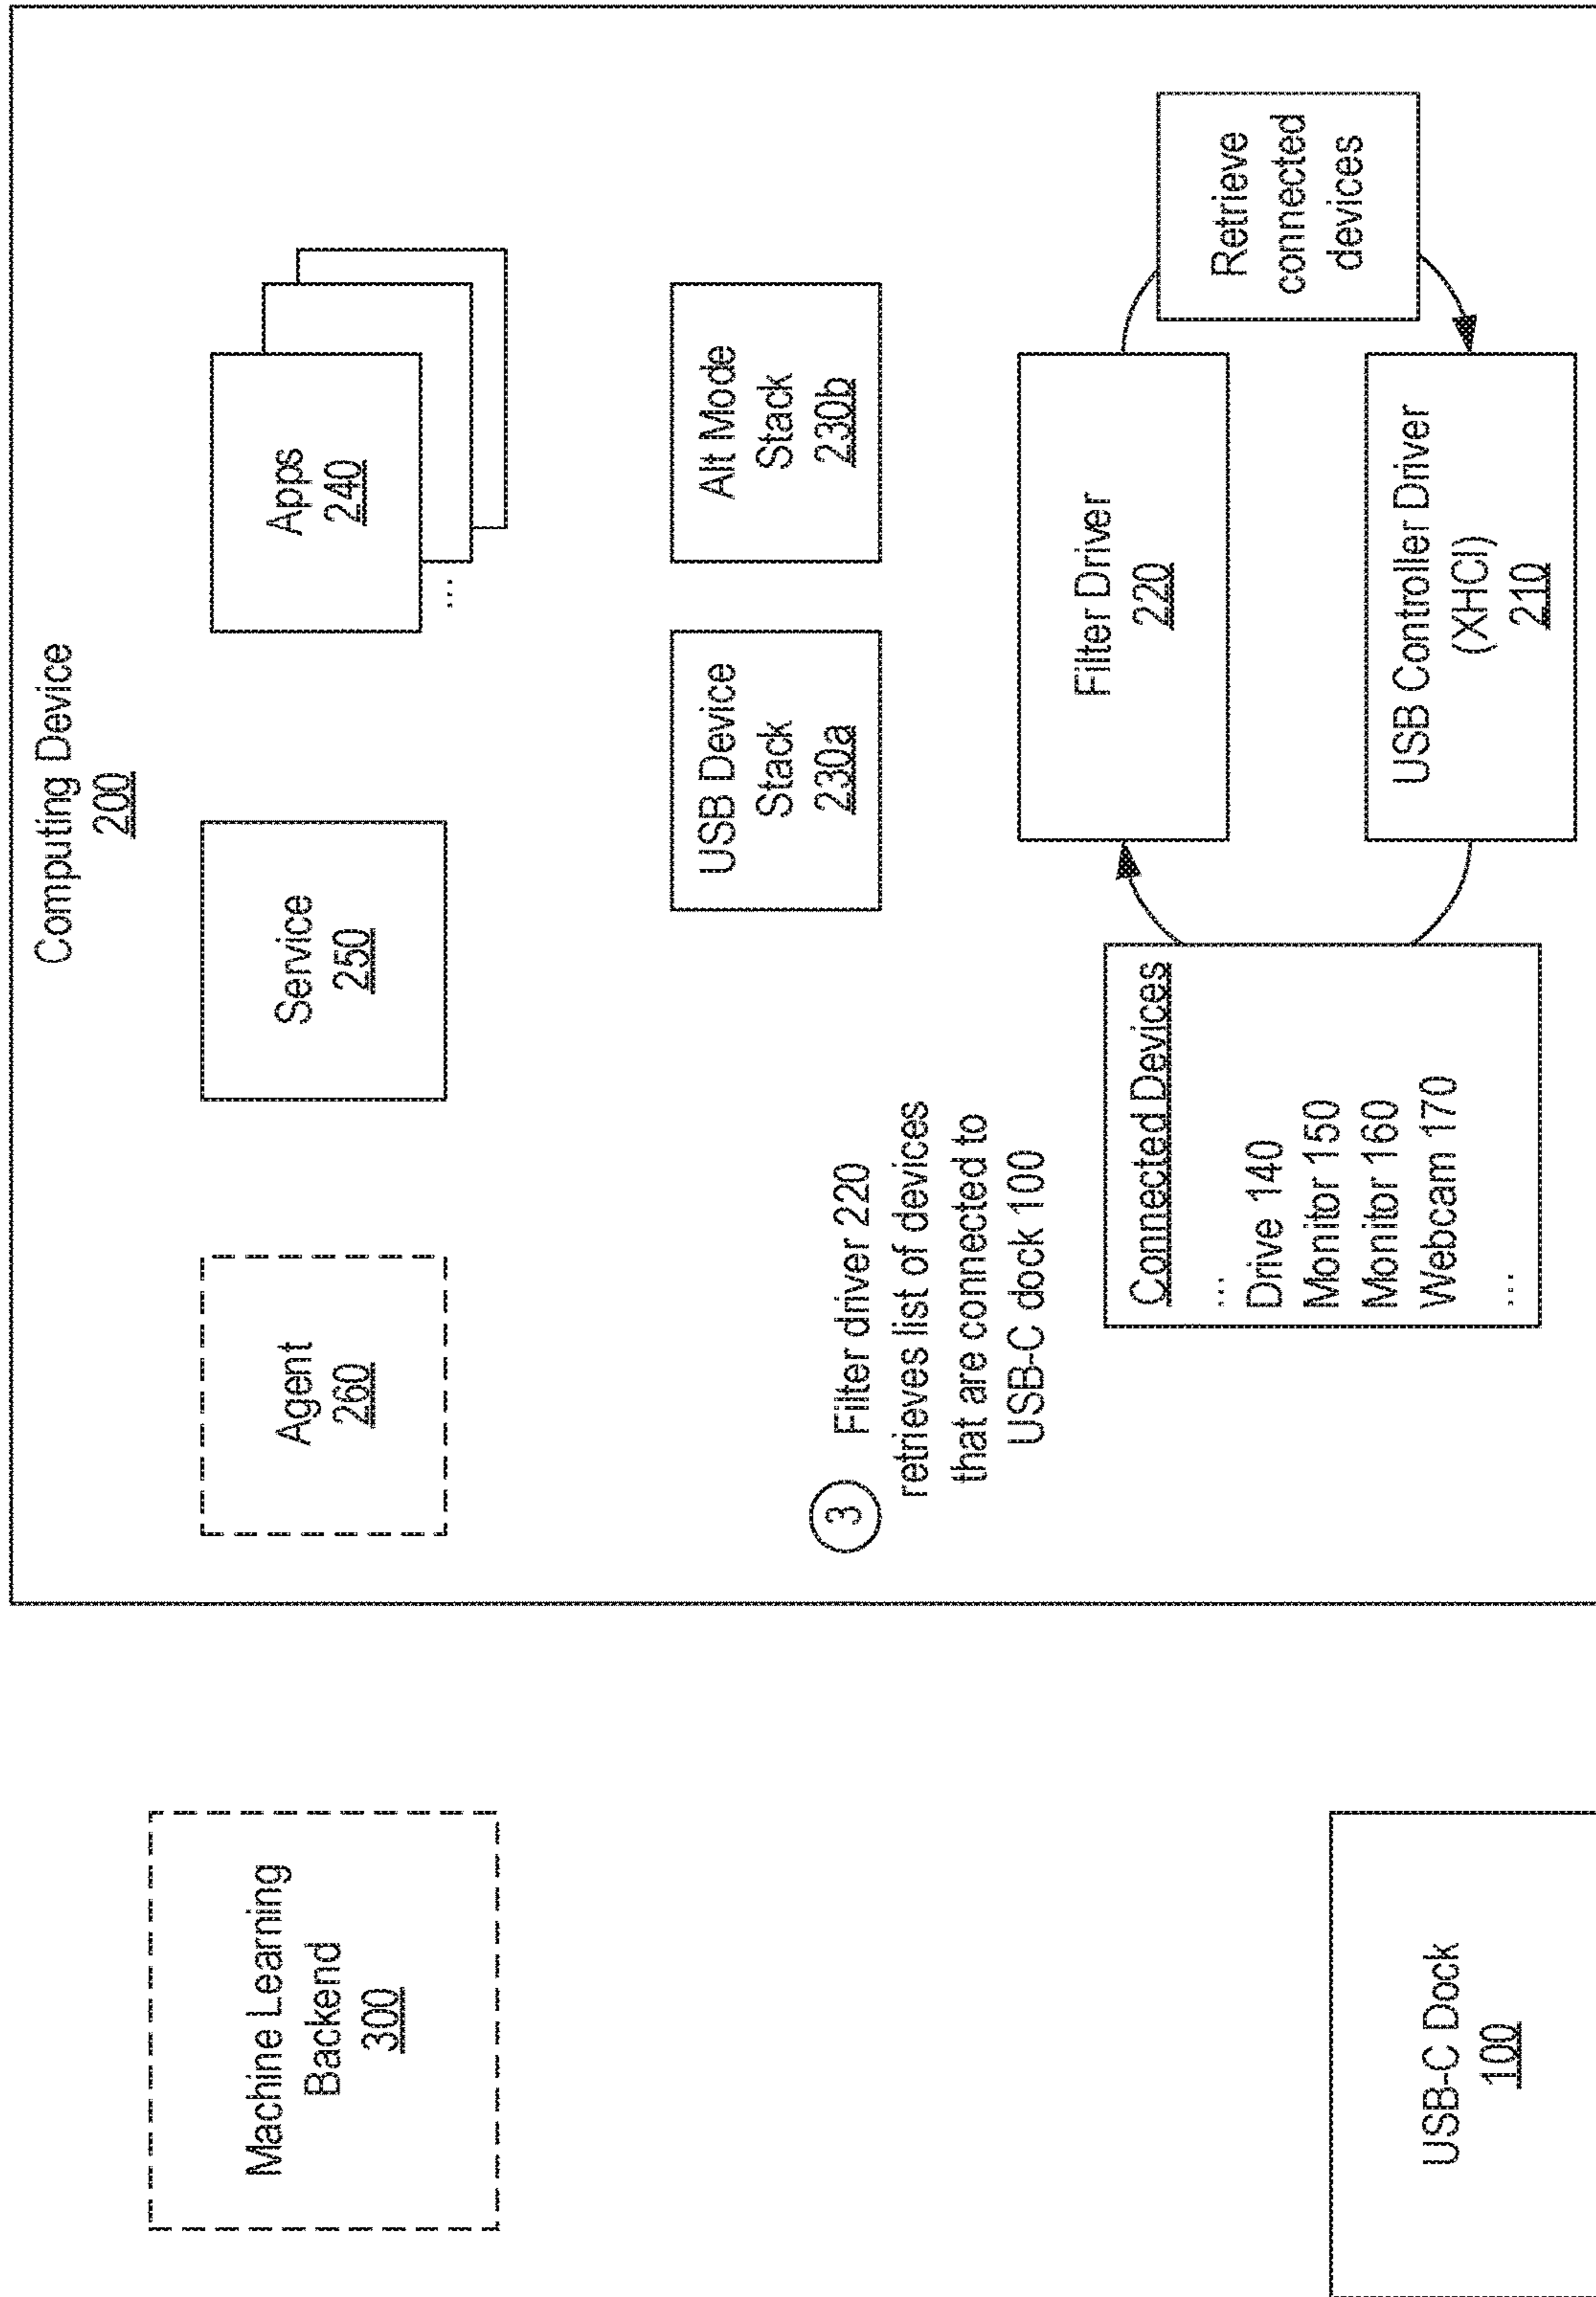 Computing Device
200
Machine Learning
Backend
300
Agent
260
Service
250
Apps
240
...
USB Device
Stack
230a
Alt Mode
Stack
230b
3
Filter driver 220
retrieves list of devices
that are connected to
USB-C dock 100
Filter Driver
220
Retrieve
connected
devices
Connected Devices
...
Drive 140
Monitor 150
Monitor 160
Webcam 170
...
USB Controller Driver
(XHCI)
210
USB-C Dock
100